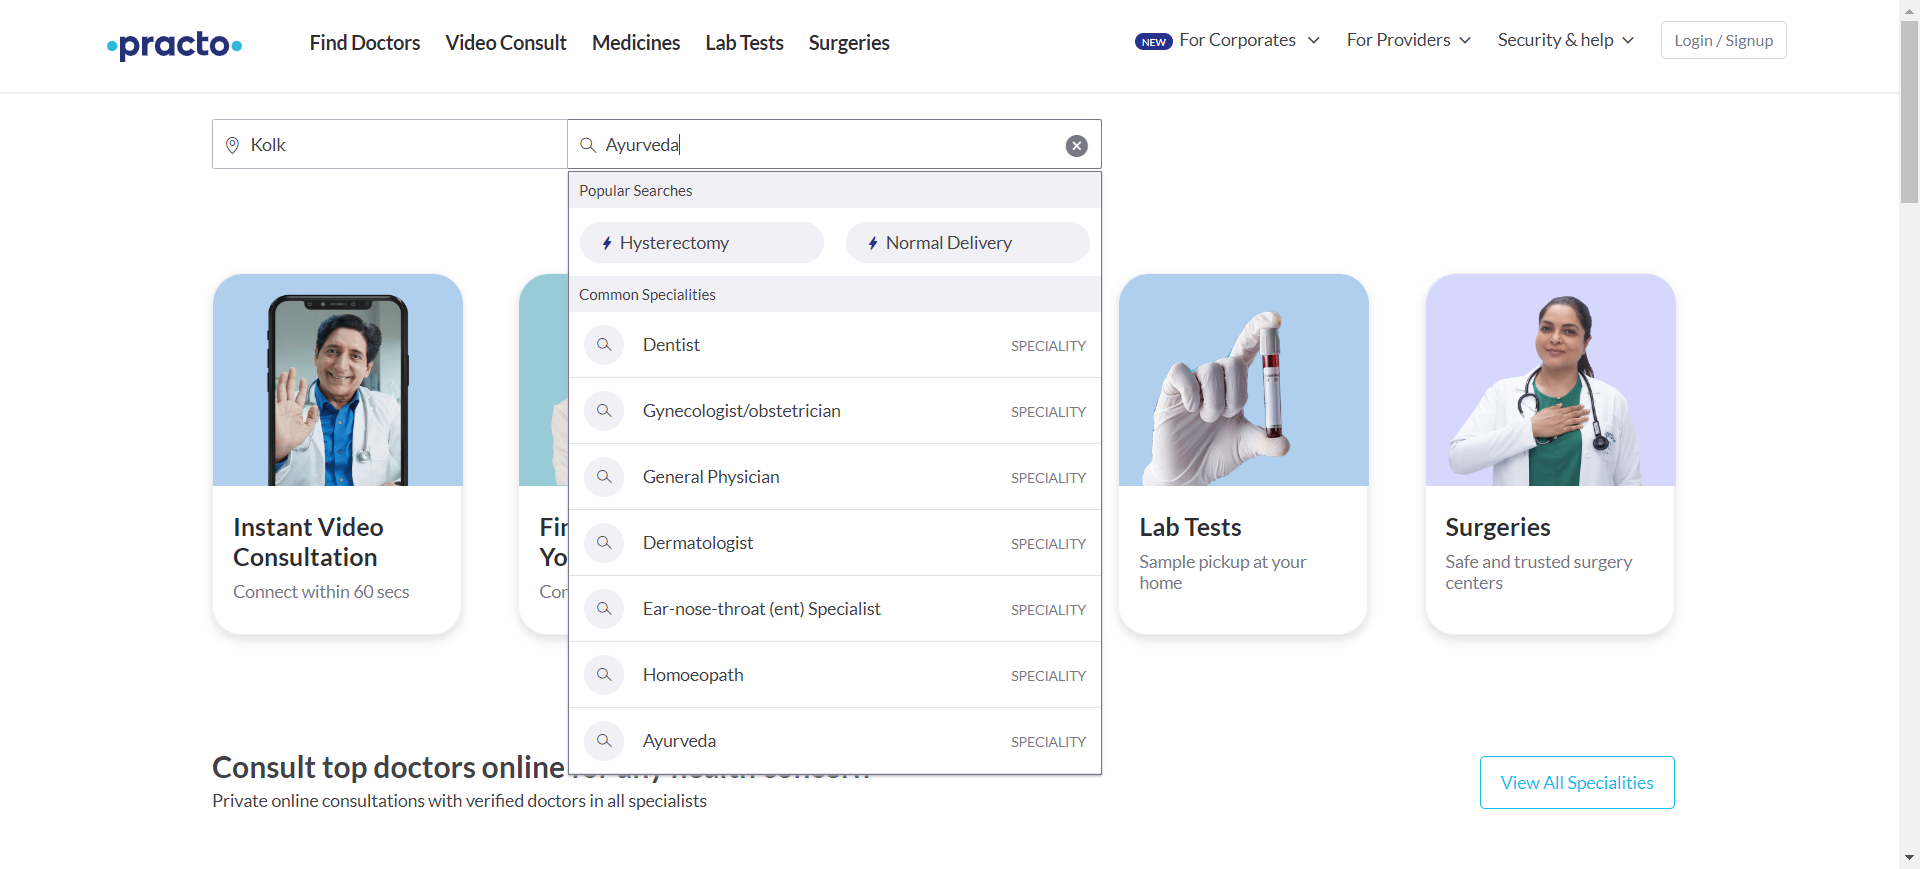 practo
Find Doctors
Video Consult
Medicines
Lab Tests
Surgeries
NEW
For Corporates
For Providers
Security & help
Login / Signup
Kolk
Ayurveda
Popular Searches
Hysterectomy
Normal Delivery
Common Specialities
Dentist SPECIALITY
Gynecologist/obstetrician SPECIALITY
General Physician SPECIALITY
Dermatologist SPECIALITY
Ear-nose-throat (ent) Specialist SPECIALITY
Homoeopath SPECIALITY
Ayurveda SPECIALITY
Instant Video
Consultation
Connect within 60 secs
Lab Tests
Sample pickup at your
home
Surgeries
Safe and trusted surgery
centers
Consult top doctors online for any health concern
Private online consultations with verified doctors in all specialists
View All Specialities